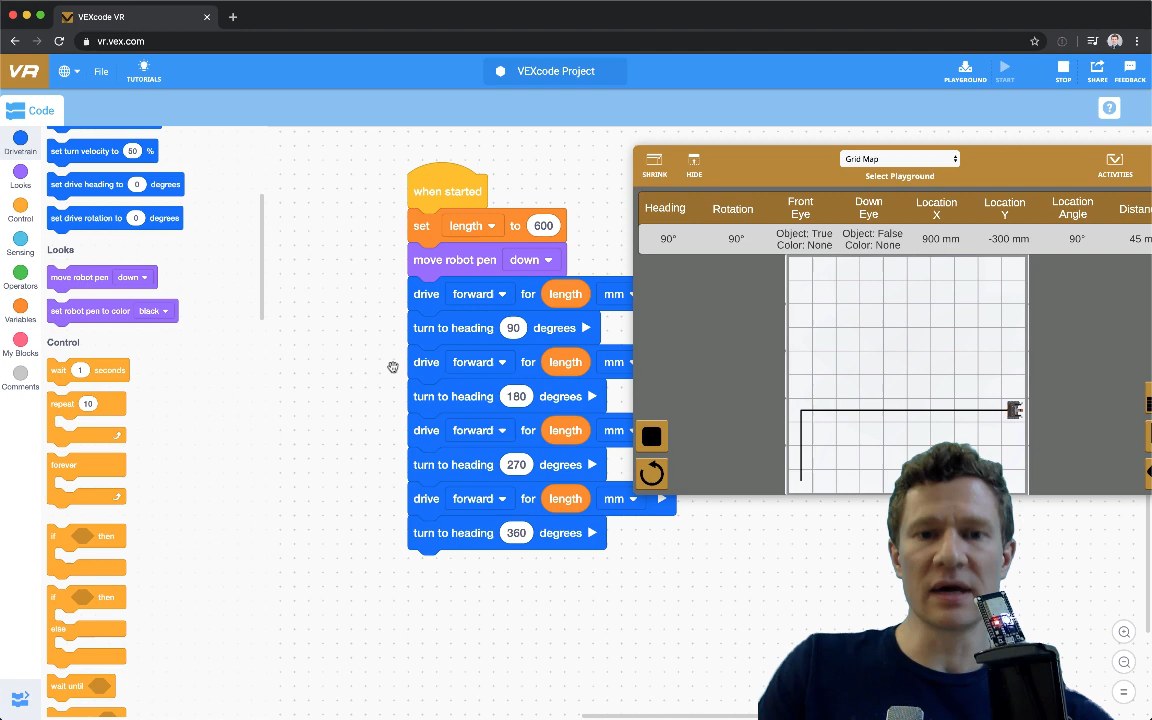 VEXcode VR
vr.vex.com
VR
File
TUTORIALS
VEXcode Project
PLAYGROUND
START
STOP
SHARE
FEEDBACK
Code
Drivetrain
Looks
Control
Sensing
Operators
Variables
My Blocks
Comments
set turn velocity to 50 %
set drive heading to 0 degrees
set drive rotation to 0 degrees
Looks
move robot pen down
set robot pen to color black
Control
wait 1 seconds
repeat 10
forever
if then
if then
else
wait until
when started
set length to 600
move robot pen down
drive forward for length mm
turn to heading 90 degrees
drive forward for length mm
turn to heading 180 degrees
drive forward for length mm
turn to heading 270 degrees
drive forward for length mm
turn to heading 360 degrees
SHRINK
HIDE
Grid Map
Select Playground
ACTIVITIES
Heading
Rotation
Front Eye
Down Eye
Location X
Location Y
Location Angle
90°
90°
Object: True
Color: None
Object: False
Color: None
900 mm
-300 mm
90°
45 m